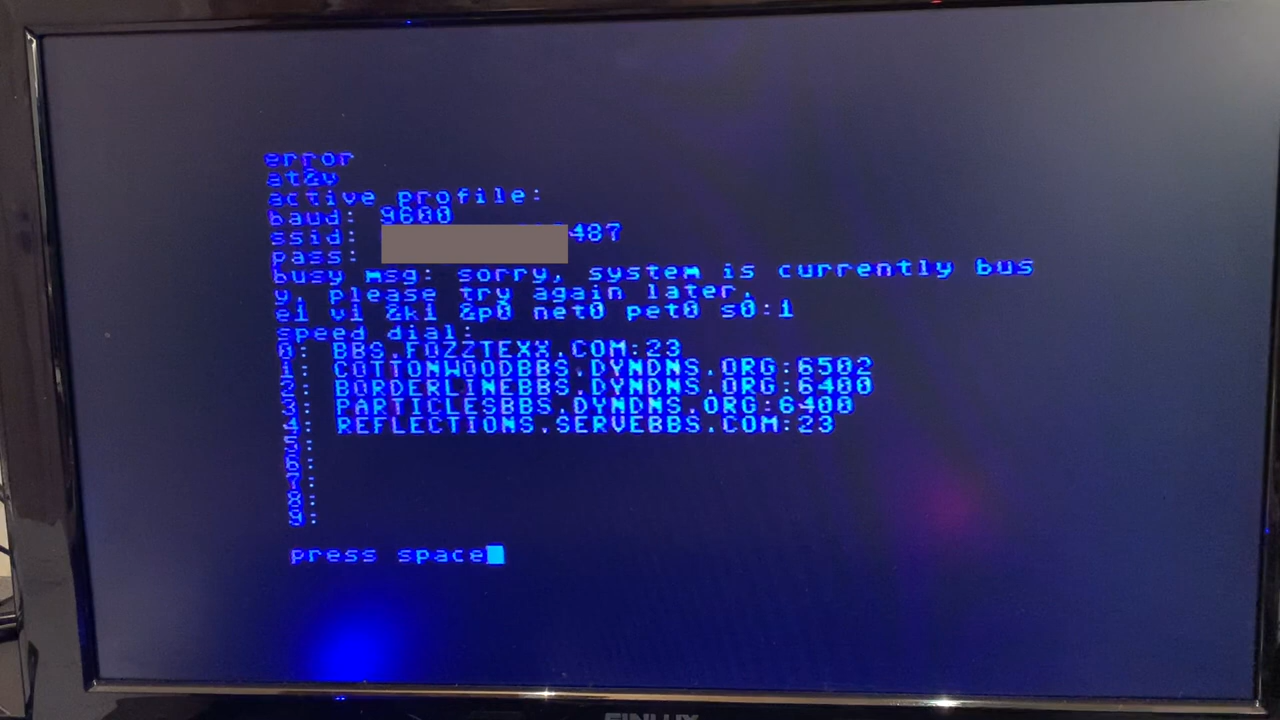 error
at&v
active profile:
baud: 9600
ssid: 487
pass:
busy msg: sorry, system is currently bus
y, please try again later.
e1 v1 &k1 &p0 net0 pet0 s0:1
speed dial:
0: BBS.FOZZTEXX.COM:23
1: COTTONWOODBBS.DYNDNS.ORG:6502
2: BORDERLINEBBS.DYNDNS.ORG:6400
3: PARTICLESBBS.DYNDNS.ORG:6400
4: REFLECTIONS.SERVEBBS.COM:23
5:
6:
7:
8:
9:
press space
FINLUX